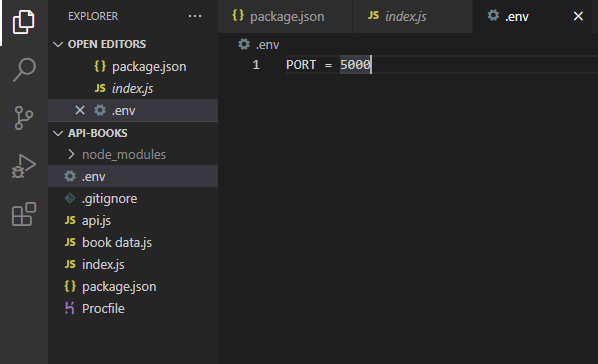 EXPLORER
OPEN EDITORS
{} package.json
JS index.js
.env
API-BOOKS
node_modules
.env
.gitignore
JS api.js
JS book data.js
JS index.js
{} package.json
Procfile
{} package.json
JS index.js
.env
.env
1 PORT = 5000